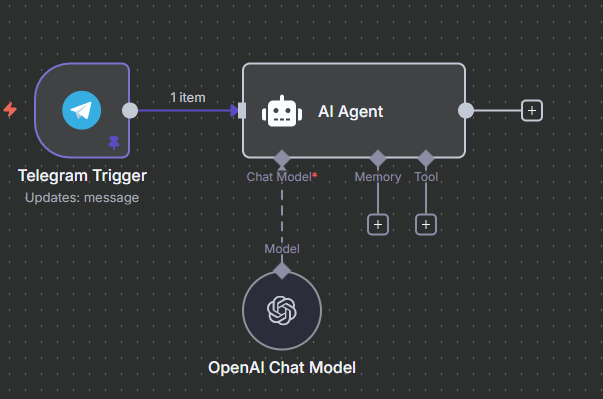 1 item
AI Agent
Telegram Trigger
Updates: message
Chat Model*
Memory
Tool
Model
OpenAI Chat Model